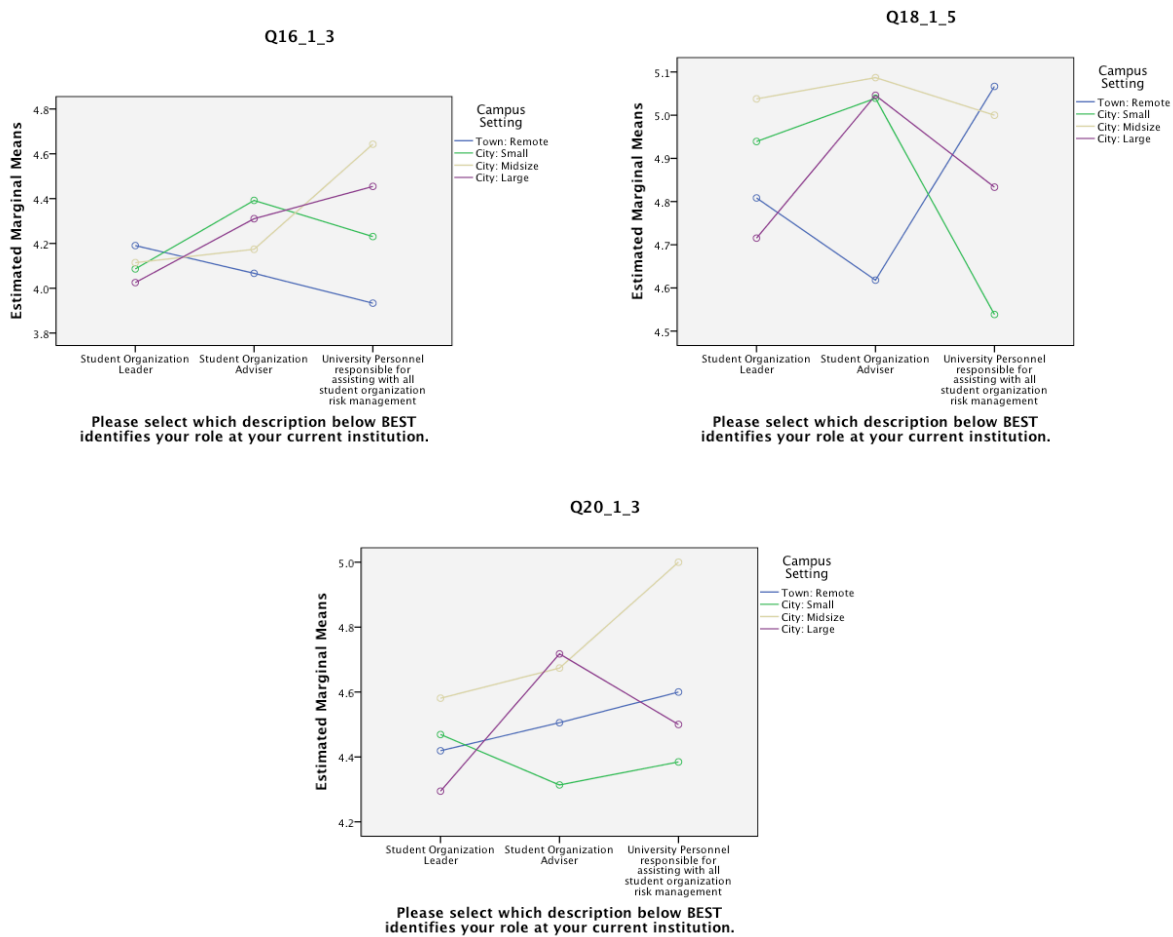 Q16_1_3
Estimated Marginal Means
4.8
4.6
4.4
4.2
4.0
3.8
Student Organization
Leader
Student Organization
Adviser
University Personnel
responsible for
assisting with all
student organization
risk management
Please select which description below BEST
identifies your role at your current institution.
Campus
Setting
Town: Remote
City: Small
City: Midsize
City: Large
Q18_1_5
Estimated Marginal Means
5.1
5.0
4.9
4.8
4.7
4.6
4.5
Student Organization
Leader
Student Organization
Adviser
University Personnel
responsible for
assisting with all
student organization
risk management
Please select which description below BEST
identifies your role at your current institution.
Campus
Setting
Town: Remote
City: Small
City: Midsize
City: Large
Q20_1_3
Estimated Marginal Means
5.0
4.8
4.6
4.4
4.2
Student Organization
Leader
Student Organization
Adviser
University Personnel
responsible for
assisting with all
student organization
risk management
Please select which description below BEST
identifies your role at your current institution.
Campus
Setting
Town: Remote
City: Small
City: Midsize
City: Large